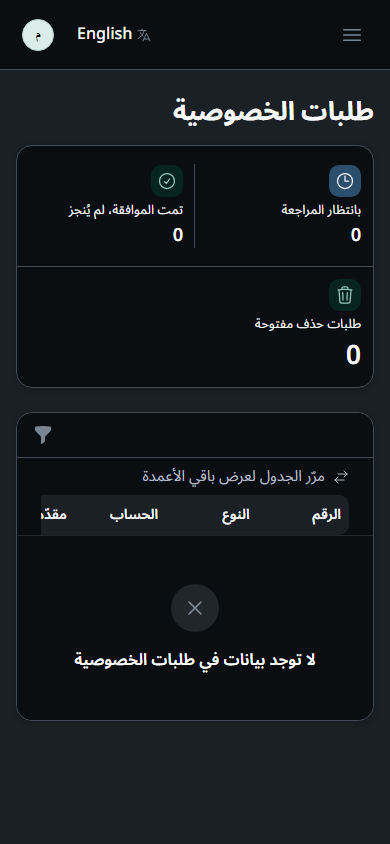 English
م
طلبات الخصوصية
بانتظار المراجعة
0
تمت الموافقة، لم يُنجز
0
طلبات حذف مفتوحة
0
مرّر الجدول لعرض باقي الأعمدة
الرقم النوع الحساب
لا توجد بيانات في طلبات الخصوصية